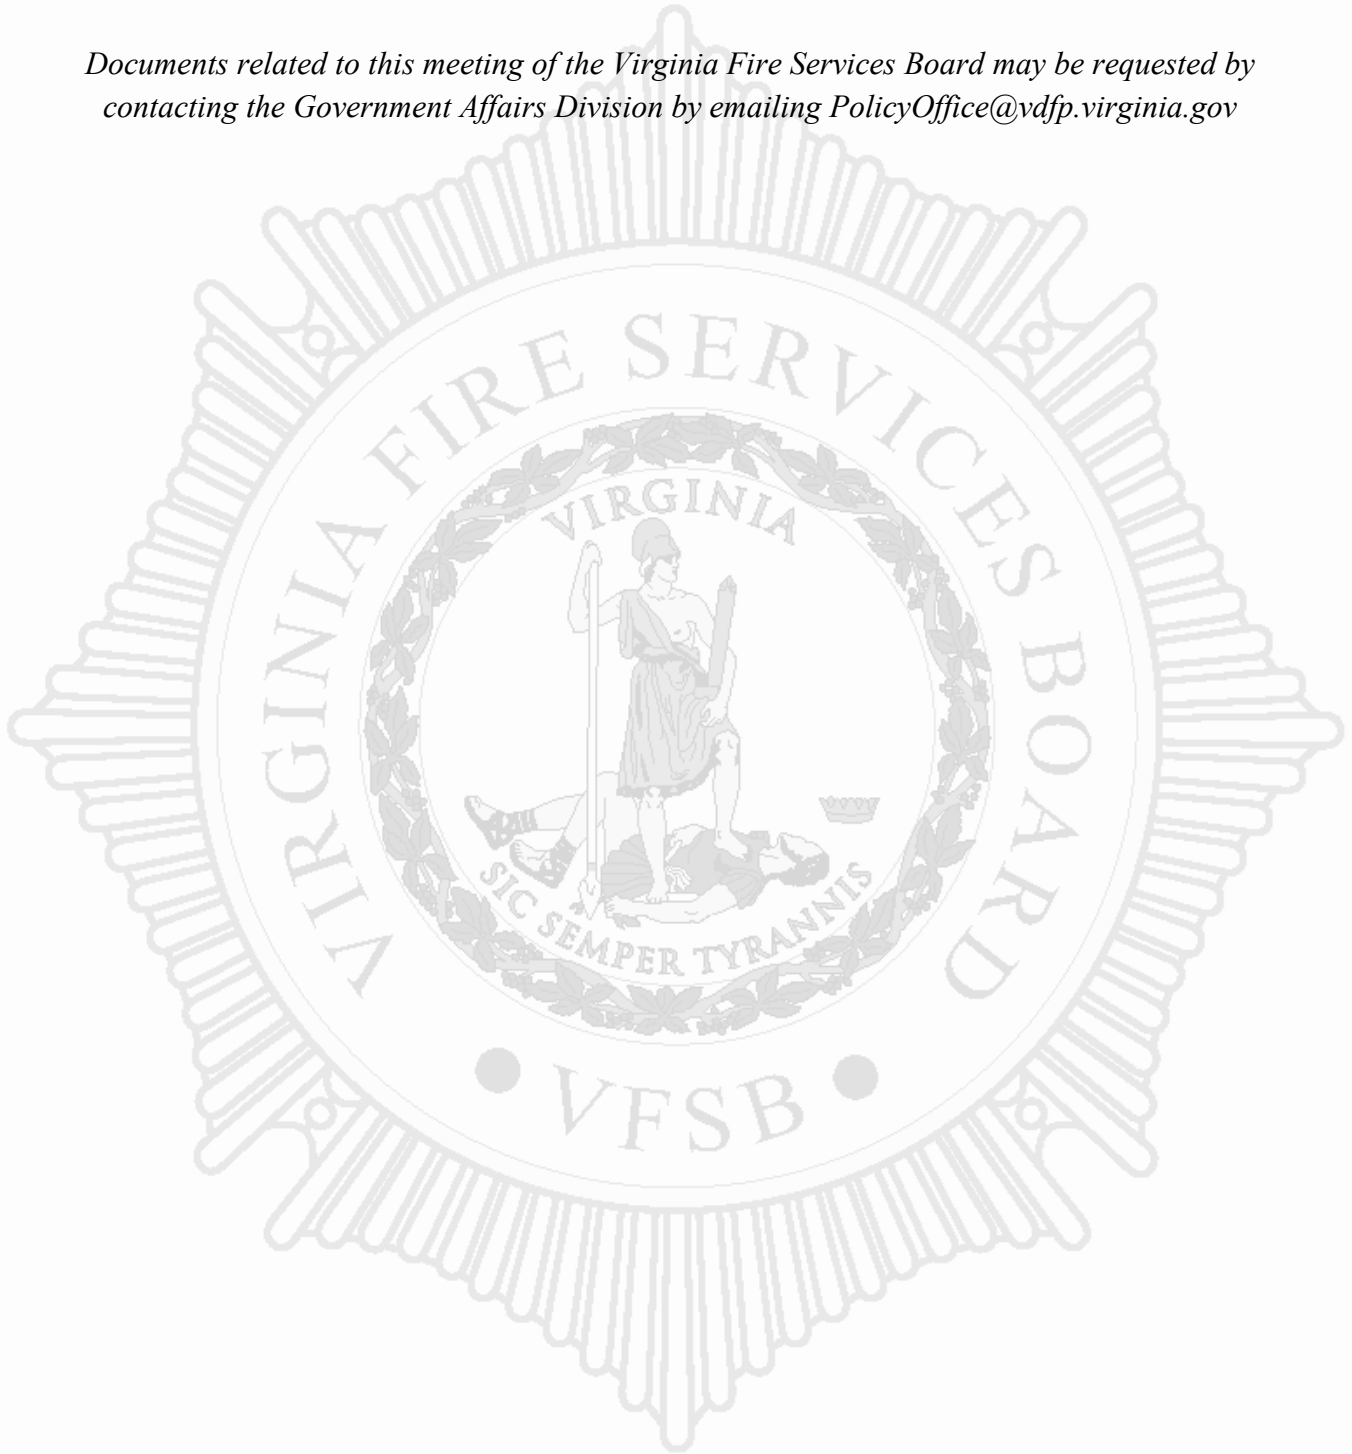 Documents related to this meeting of the Virginia Fire Services Board may be requested by
contacting the Government Affairs Division by emailing PolicyOffice@vdfp.virginia.gov
VIRGINIA FIRE SERVICES BOARD
VIRGINIA
SIC SEMPER TYRANNIS
VFSB